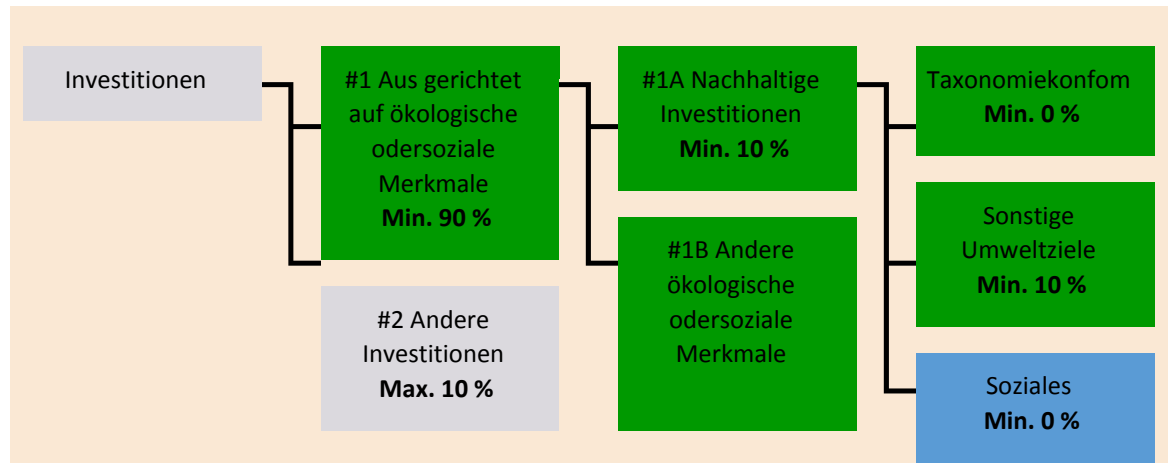 Investitionen
#1 Aus gerichtet
auf ökologische
odersoziale
Merkmale
Min. 90 %
#2 Andere
Investitionen
Max. 10 %
#1A Nachhaltige
Investitionen
Min. 10 %
#1B Andere
ökologische
odersoziale
Merkmale
Taxonomiekonfom
Min. 0 %
Sonstige
Umweltziele
Min. 10 %
Soziales
Min. 0 %